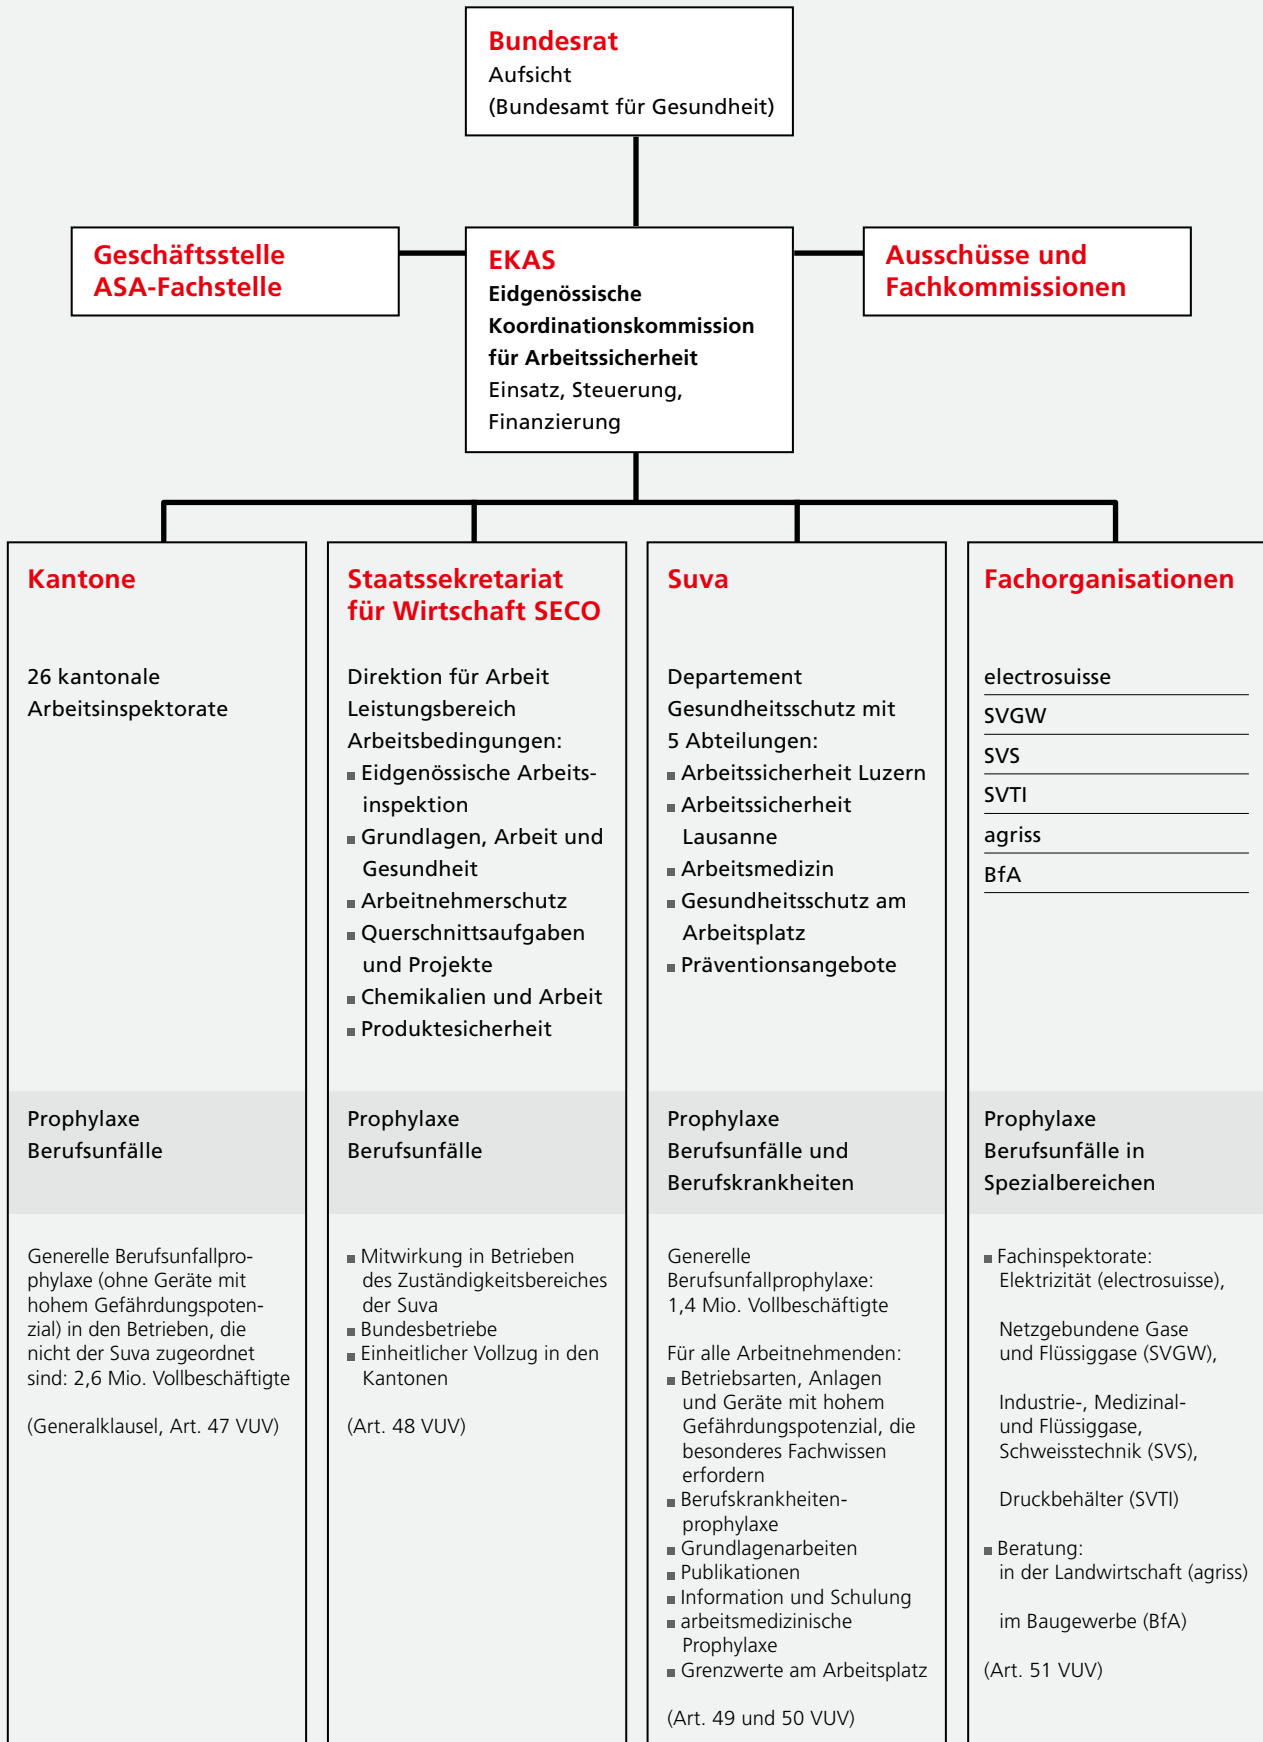 Bundesrat
Aufsicht
(Bundesamt für Gesundheit)
Geschäftsstelle
ASA-Fachstelle
EKAS
Eidgenössische
Koordinationskommission
für Arbeitssicherheit
Einsatz, Steuerung,
Finanzierung
Ausschüsse und
Fachkommissionen
Kantone
26 kantonale
Arbeitsinspektorate
Prophylaxe
Berufsunfälle
Generelle Berufsunfallpro-
phylaxe (ohne Geräte mit
hohem Gefährdungspoten-
zial) in den Betrieben, die
nicht der Suva zugeordnet
sind: 2,6 Mio. Vollbeschäftigte
(Generalklausel, Art. 47 VUV)
Staatssekretariat
für Wirtschaft SECO
Direktion für Arbeit
Leistungsbereich
Arbeitsbedingungen:
■ Eidgenössische Arbeits-
inspektion
■ Grundlagen, Arbeit und
Gesundheit
■ Arbeitnehmerschutz
■ Querschnittsaufgaben
und Projekte
■ Chemikalien und Arbeit
■ Produktesicherheit
Prophylaxe
Berufsunfälle
■ Mitwirkung in Betrieben
des Zuständigkeitsbereiches
der Suva
■ Bundesbetriebe
■ Einheitlicher Vollzug in den
Kantonen
(Art. 48 VUV)
Suva
Departement
Gesundheitsschutz mit
5 Abteilungen:
■ Arbeitssicherheit Luzern
■ Arbeitssicherheit
Lausanne
■ Arbeitsmedizin
■ Gesundheitsschutz am
Arbeitsplatz
■ Präventionsangebote
Prophylaxe
Berufsunfälle und
Berufskrankheiten
Generelle
Berufsunfallprophylaxe:
1,4 Mio. Vollbeschäftigte
Für alle Arbeitnehmenden:
■ Betriebsarten, Anlagen
und Geräte mit hohem
Gefährdungspotenzial, die
besonderes Fachwissen
erfordern
■ Berufskrankheiten-
prophylaxe
■ Grundlagenarbeiten
■ Publikationen
■ Information und Schulung
■ arbeitsmedizinische
Prophylaxe
■ Grenzwerte am Arbeitsplatz
(Art. 49 und 50 VUV)
Fachorganisationen
electrosuisse
SVGW
SVS
SVTI
agriss
BfA
Prophylaxe
Berufsunfälle in
Spezialbereichen
■ Fachinspektorate:
Elektrizität (electrosuisse),
Netzgebundene Gase
und Flüssiggase (SVGW),
Industrie-, Medizinal-
und Flüssiggase,
Schweisstechnik (SVS),
Druckbehälter (SVTI)
■ Beratung:
in der Landwirtschaft (agriss)
im Baugewerbe (BfA)
(Art. 51 VUV)